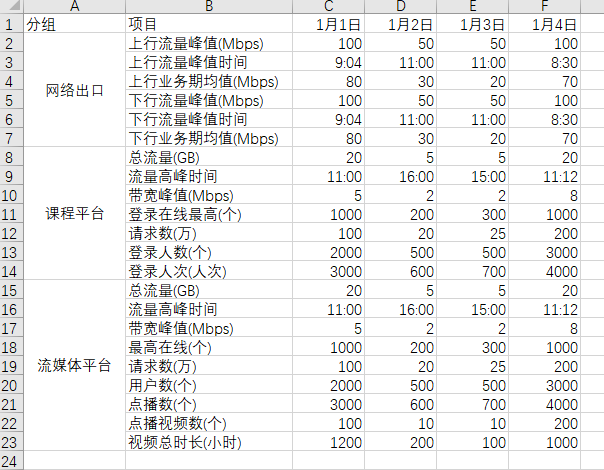 A B C D E F
1 分组 项目 1月1日 1月2日 1月3日 1月4日
2 上行流量峰值(Mbps) 100 50 50 100
3 上行流量峰值时间 9:04 11:00 11:00 8:30
4 网络出口 上行业务期均值(Mbps) 80 30 20 70
5 下行流量峰值(Mbps) 100 50 50 100
6 下行流量峰值时间 9:04 11:00 11:00 8:30
7 下行业务期均值(Mbps) 80 30 20 70
8 总流量(GB) 20 5 5 20
9 流量高峰时间 11:00 16:00 15:00 11:12
10 带宽峰值(Mbps) 5 2 2 8
11 课程平台 登录在线最高(个) 1000 200 300 1000
12 请求数(万) 100 20 25 200
13 登录人数(个) 2000 500 500 3000
14 登录人次(人次) 3000 600 700 4000
15 总流量(GB) 20 5 5 20
16 流量高峰时间 11:00 16:00 15:00 11:12
17 带宽峰值(Mbps) 5 2 2 8
18 最高在线(个) 1000 200 300 1000
19 流媒体平台 请求数(万) 100 20 25 200
20 用户数(个) 2000 500 500 3000
21 点播数(个) 3000 600 700 4000
22 点播视频数(个) 100 10 10 200
23 视频总时长(小时) 1200 200 100 1000
24